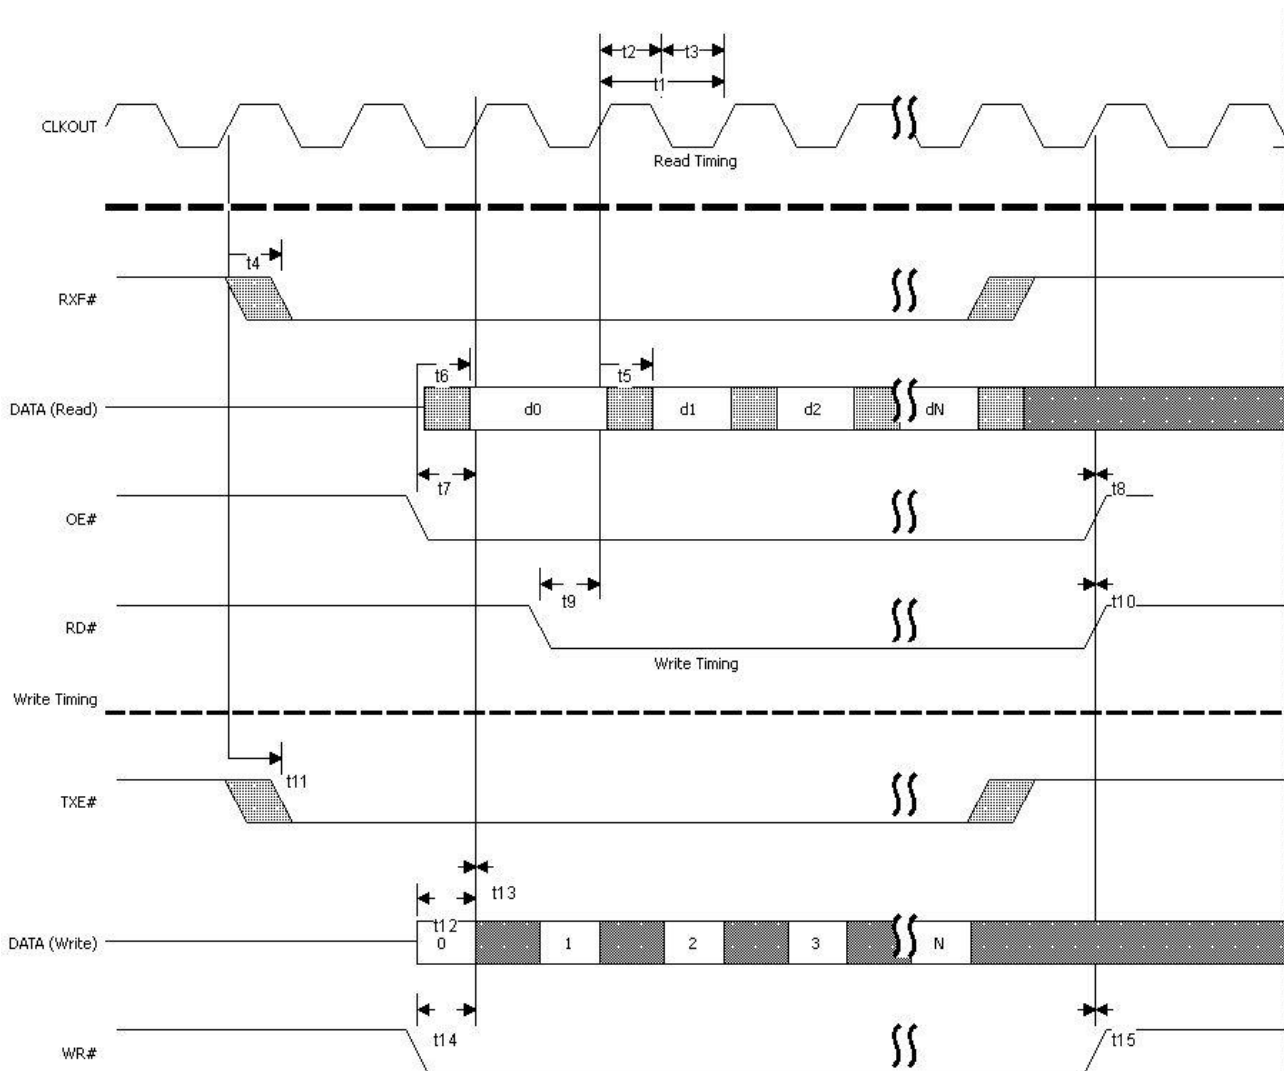 t2 t3
t1
CLKOUT
Read Timing
t4
RXF#
t6 t5
DATA (Read) d0 d1 d2 dN
t7 t8
OE#
t9 t10
RD#
Write Timing
Write Timing
t11
TXE#
t13
t12
DATA (Write) 0 1 2 3 N
t14 t15
WR#